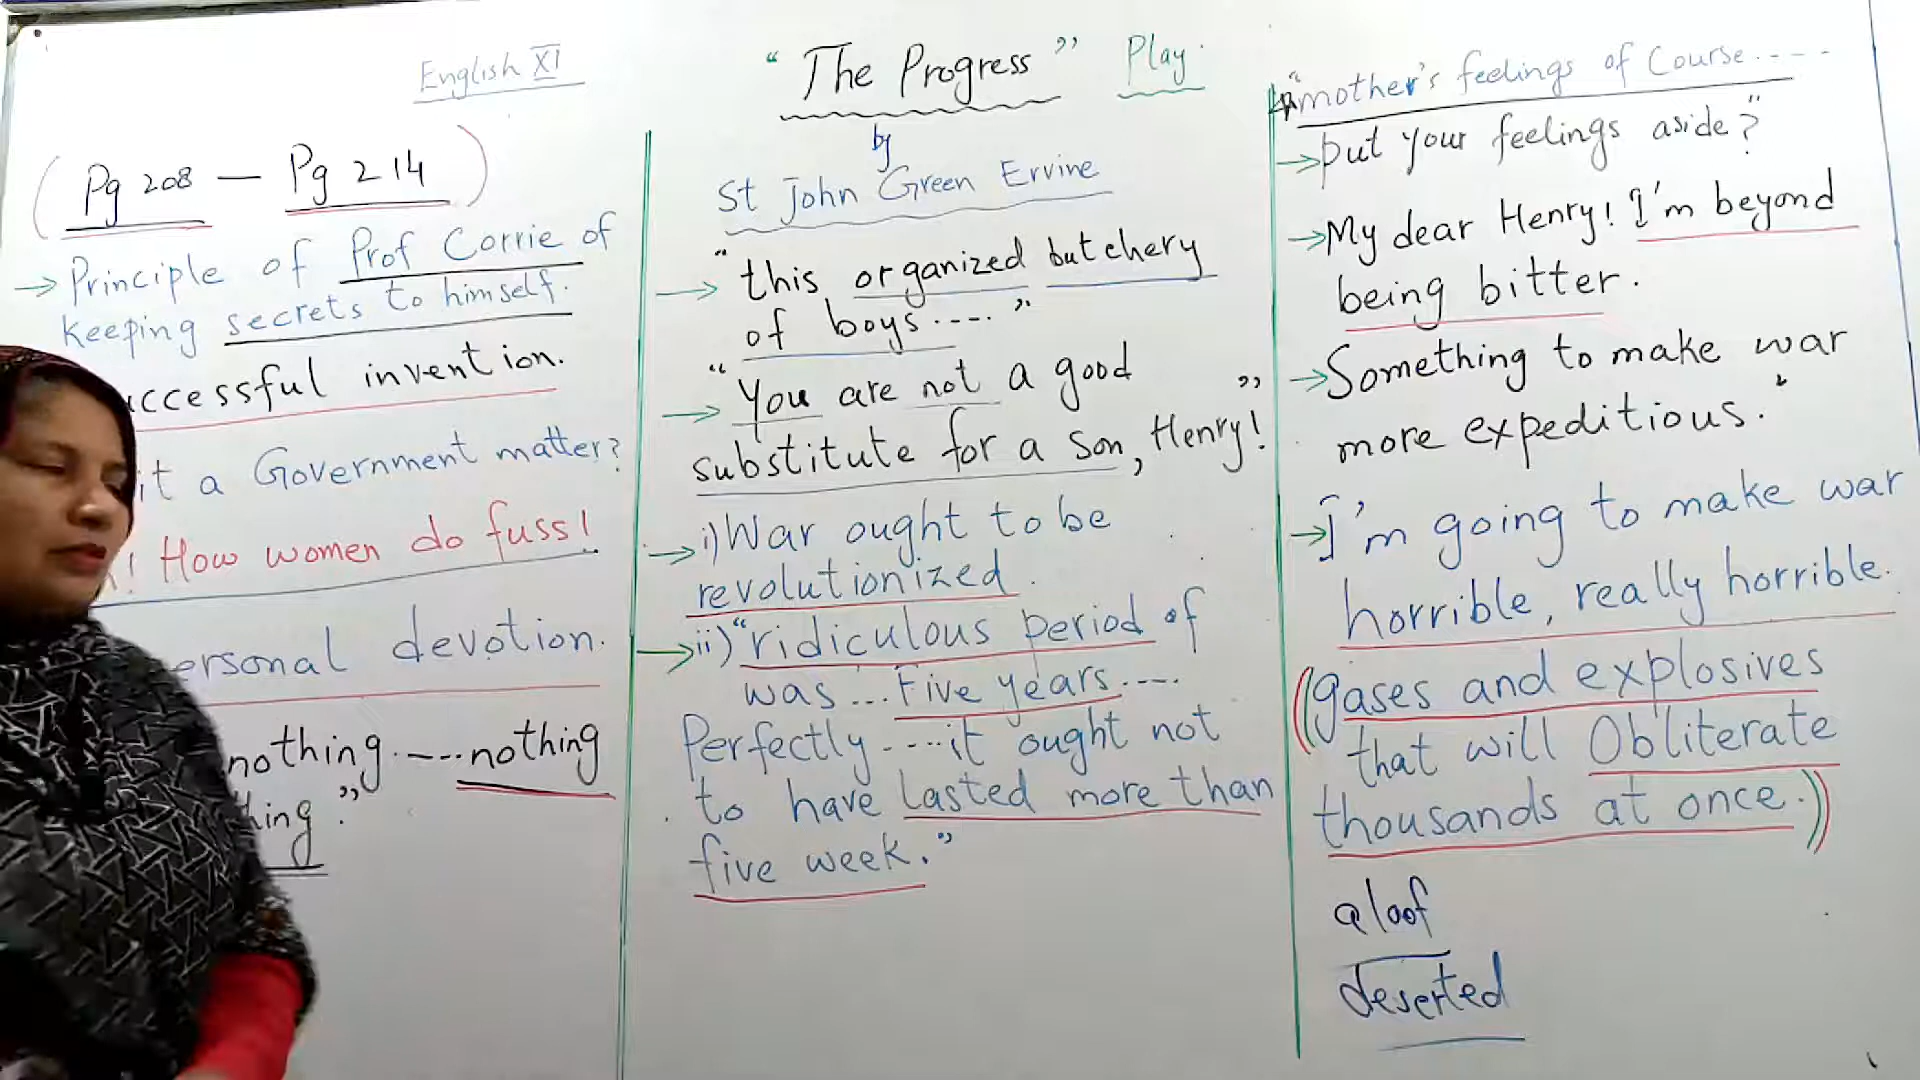 English XI
"The Progress" Play
by
St John Green Ervine
(Pg 208 — Pg 214)
→ Principle of Prof Corrie of
keeping secrets to himself.
uccessful invention.
it a Government matter?
! How women do fuss!
ersonal devotion.
nothing.----nothing
hing."
→ "this organized butchery
of boys....."
→ "You are not a good
substitute for a son, Henry!"
→ i) War ought to be
revolutionized.
→ ii) "ridiculous period of
was ... Five years.....
Perfectly ----it ought not
to have lasted more than
five week."
"mother's feelings of Course.----
→ put your feelings aside?"
→ My dear Henry! I'm beyond
being bitter.
→ Something to make war
more expeditious.
→ I'm going to make war
horrible, really horrible.
(gases and explosives
that will Obliterate
thousands at once.)
aloof
deserted